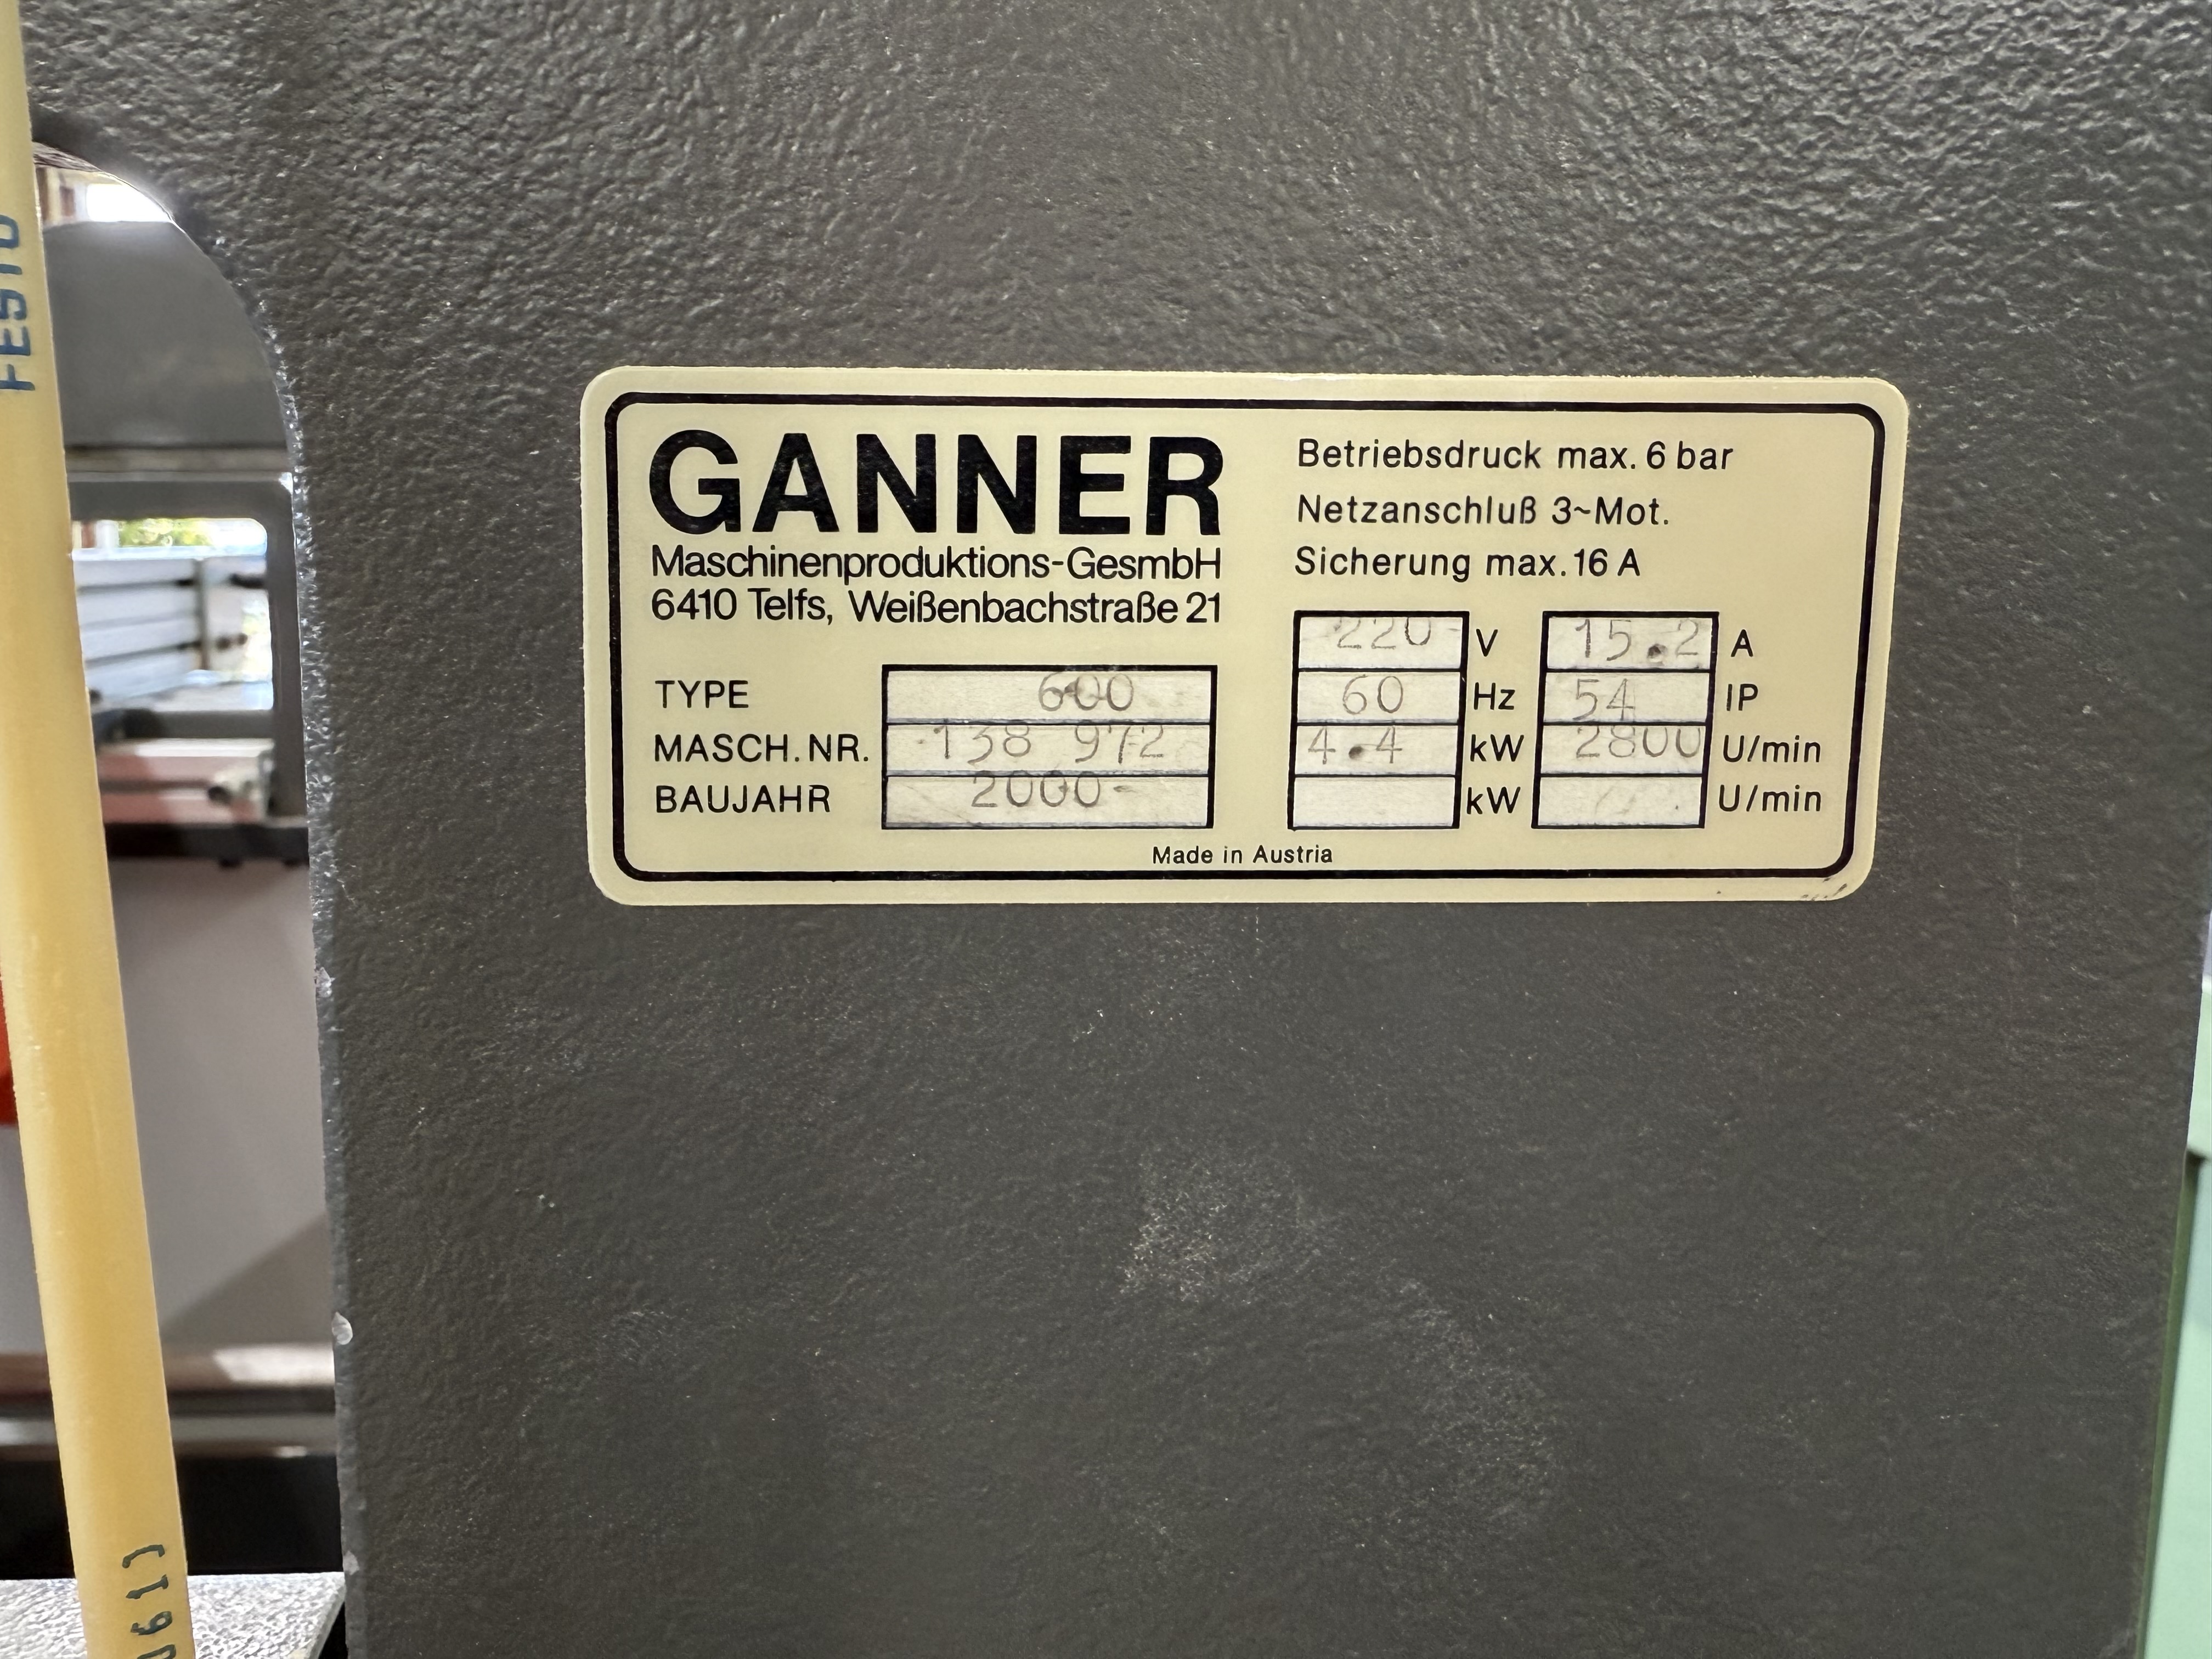 FESTO
GANNER
Maschinenproduktions-GesmbH
6410 Telfs, Weißenbachstraße 21
Betriebsdruck max. 6 bar
Netzanschluß 3~Mot.
Sicherung max. 16 A
220 V 15.2 A
TYPE 600 60 Hz 54 IP
MASCH. NR. 138 972 4.4 kW 2800 U/min
BAUJAHR 2000 kW U/min
Made in Austria